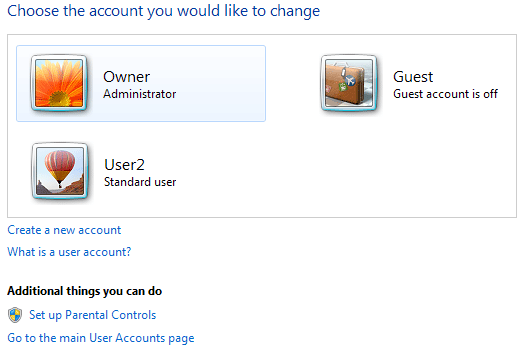 Choose the account you would like to change
Owner
Administrator
Guest
Guest account is off
User2
Standard user
Create a new account
What is a user account?
Additional things you can do
Set up Parental Controls
Go to the main User Accounts page